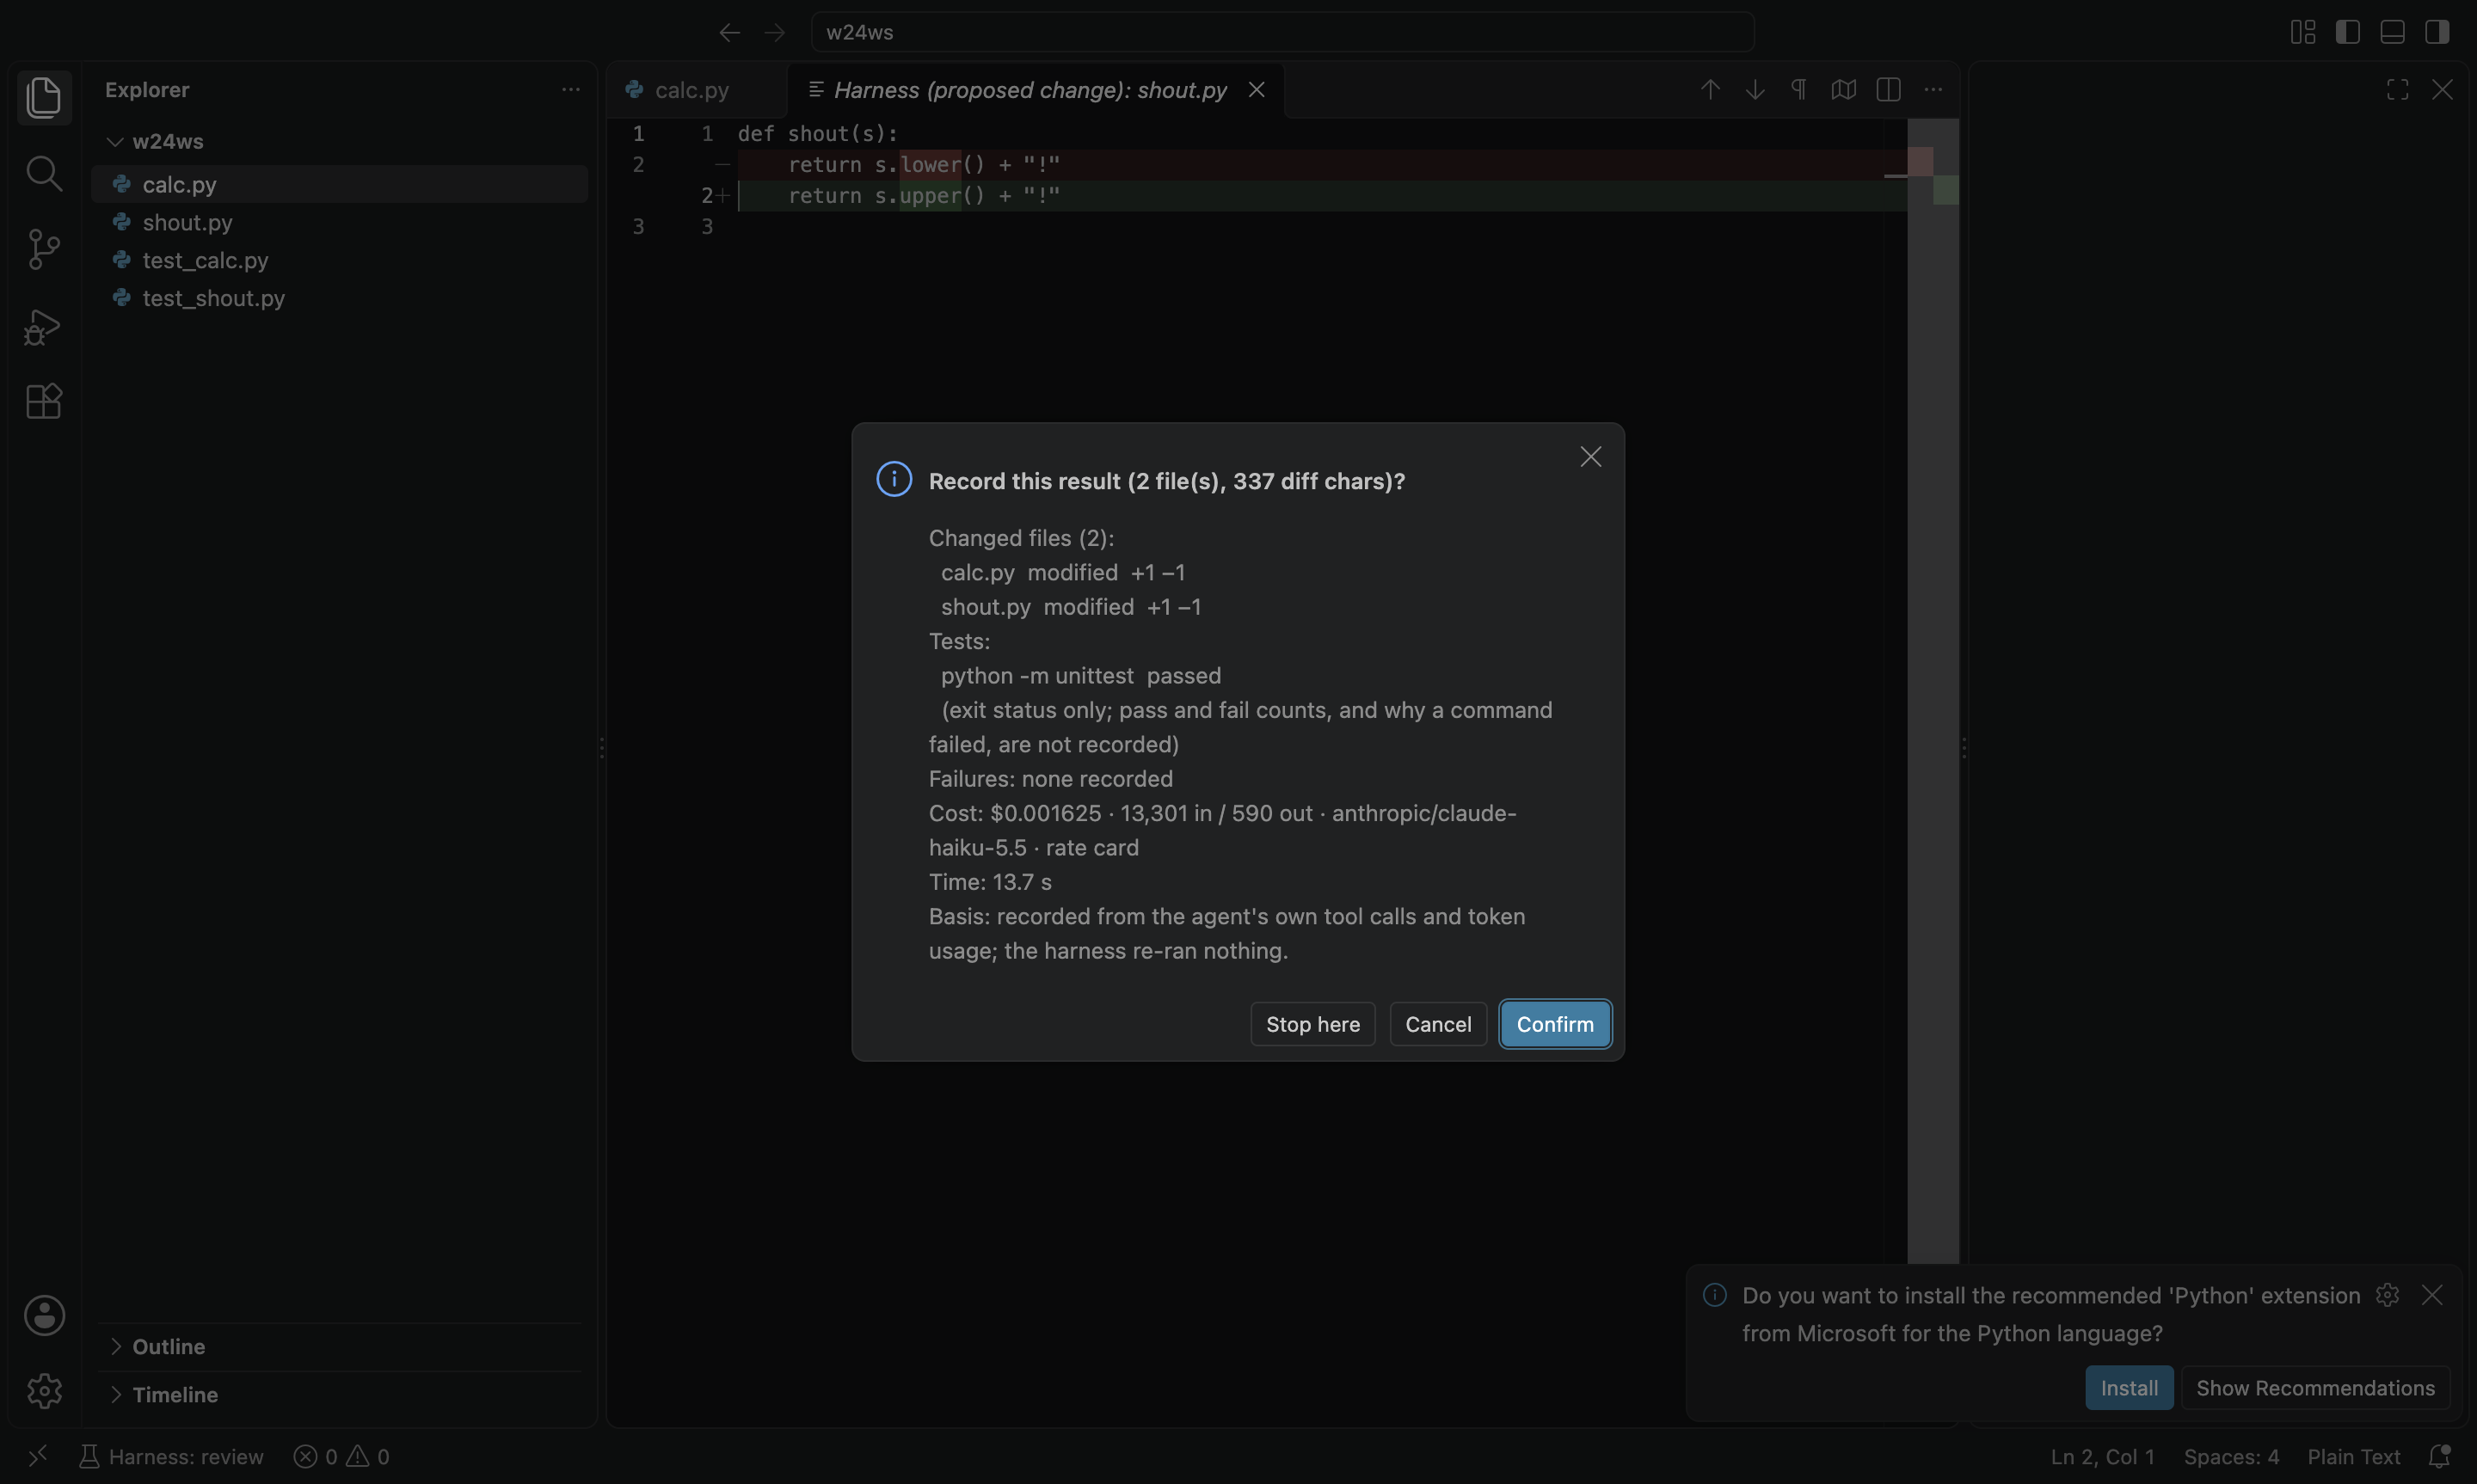 w24ws
Explorer
calc.py
Harness (proposed change): shout.py
w24ws
calc.py
shout.py
test_calc.py
test_shout.py
1 1 def shout(s):
2 – return s.lower() + "!"
2+ return s.upper() + "!"
3 3
Record this result (2 file(s), 337 diff chars)?
Changed files (2):
calc.py modified +1 –1
shout.py modified +1 –1
Tests:
python -m unittest passed
(exit status only; pass and fail counts, and why a command
failed, are not recorded)
Failures: none recorded
Cost: $0.001625 · 13,301 in / 590 out · anthropic/claude-
haiku-5.5 · rate card
Time: 13.7 s
Basis: recorded from the agent's own tool calls and token
usage; the harness re-ran nothing.
Stop here Cancel Confirm
Do you want to install the recommended 'Python' extension
from Microsoft for the Python language?
Install Show Recommendations
Outline
Timeline
Harness: review 0 0
Ln 2, Col 1 Spaces: 4 Plain Text